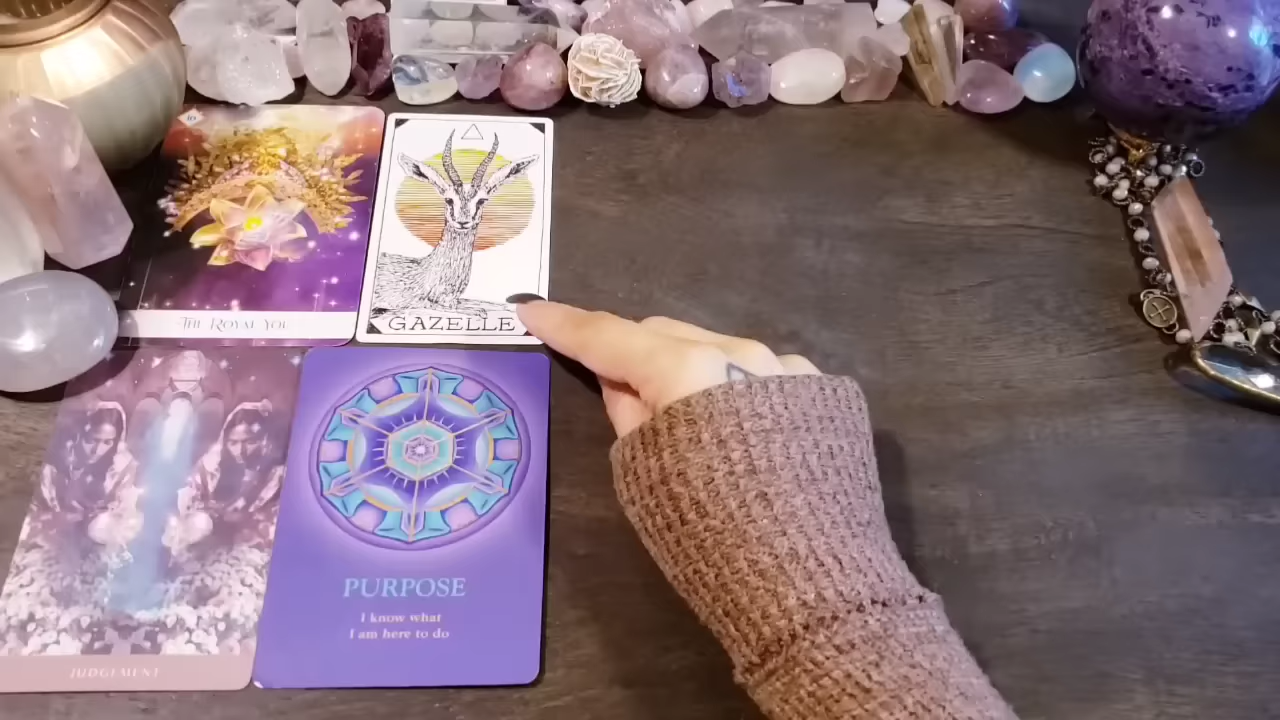 THE ROYAL YOU
GAZELLE
PURPOSE
I know what
I am here to do
JUDGEMENT